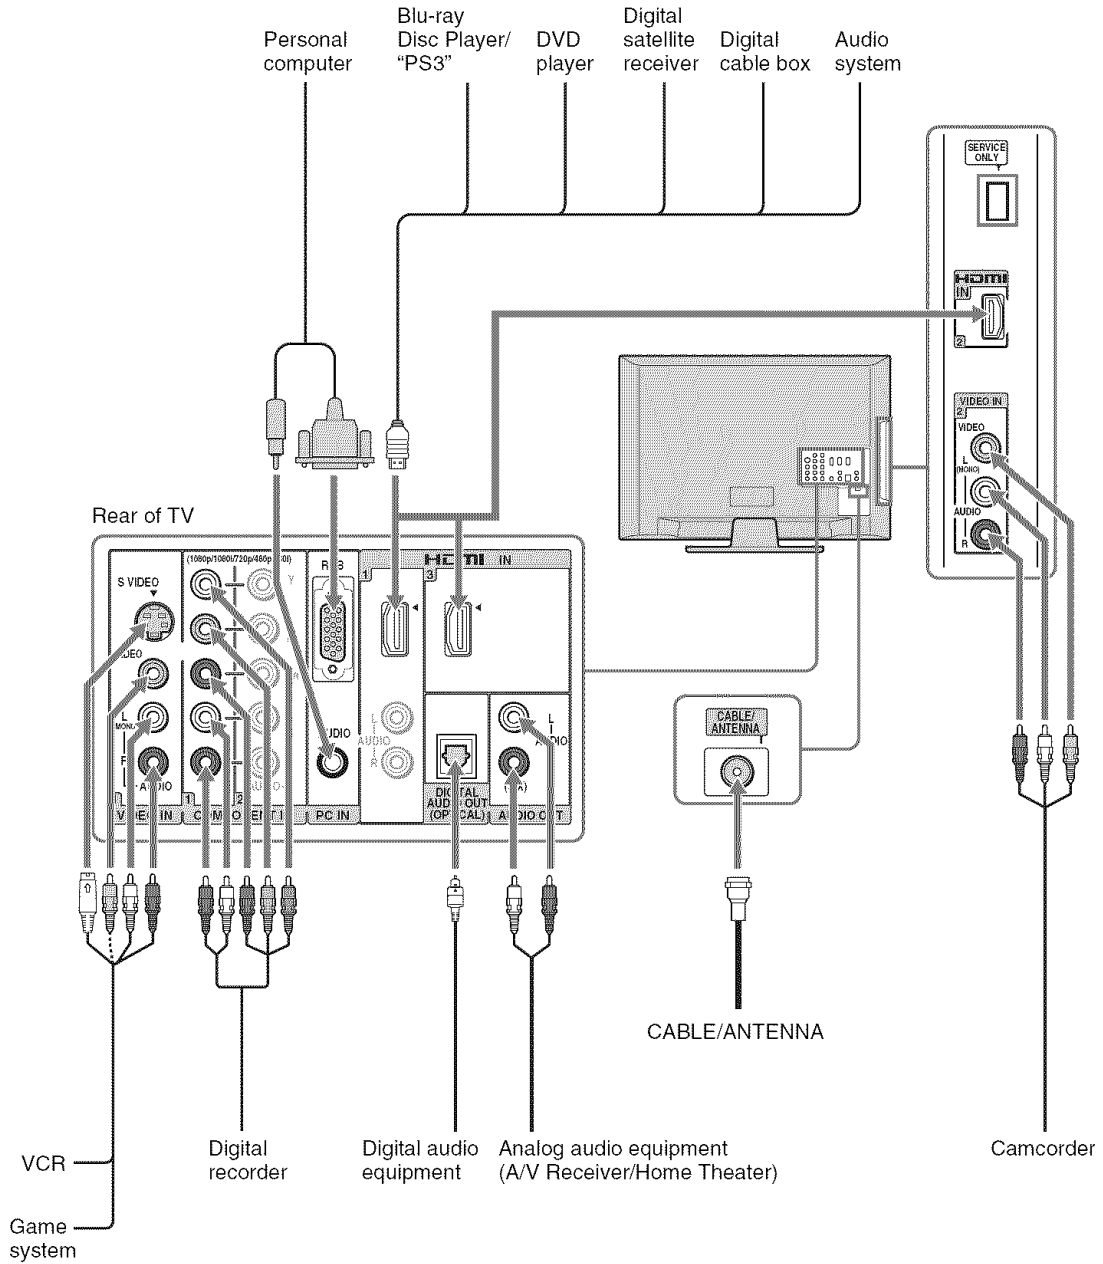 Personal
computer
Blu-ray
Disc Player/
“PS3”
DVD
player
Digital
satellite
receiver
Digital
cable box
Audio
system
SERVICE
ONLY
HDMI
IN
2
VIDEO IN
2
VIDEO
L
(MONO)
AUDIO
R
Rear of TV
S VIDEO
L
R
AUDIO
(1080p/1080i/720p/480p/
Y
1
2
PC IN
HDMI IN
1
3
L
AUDIO
R
DIGITAL
AUDIO OUT
(OPTICAL)
L
AUDIO OUT
CABLE/
ANTENNA
CABLE/ANTENNA
VCR
Game
system
Digital
recorder
Digital audio
equipment
Analog audio equipment
(A/V Receiver/Home Theater)
Camcorder